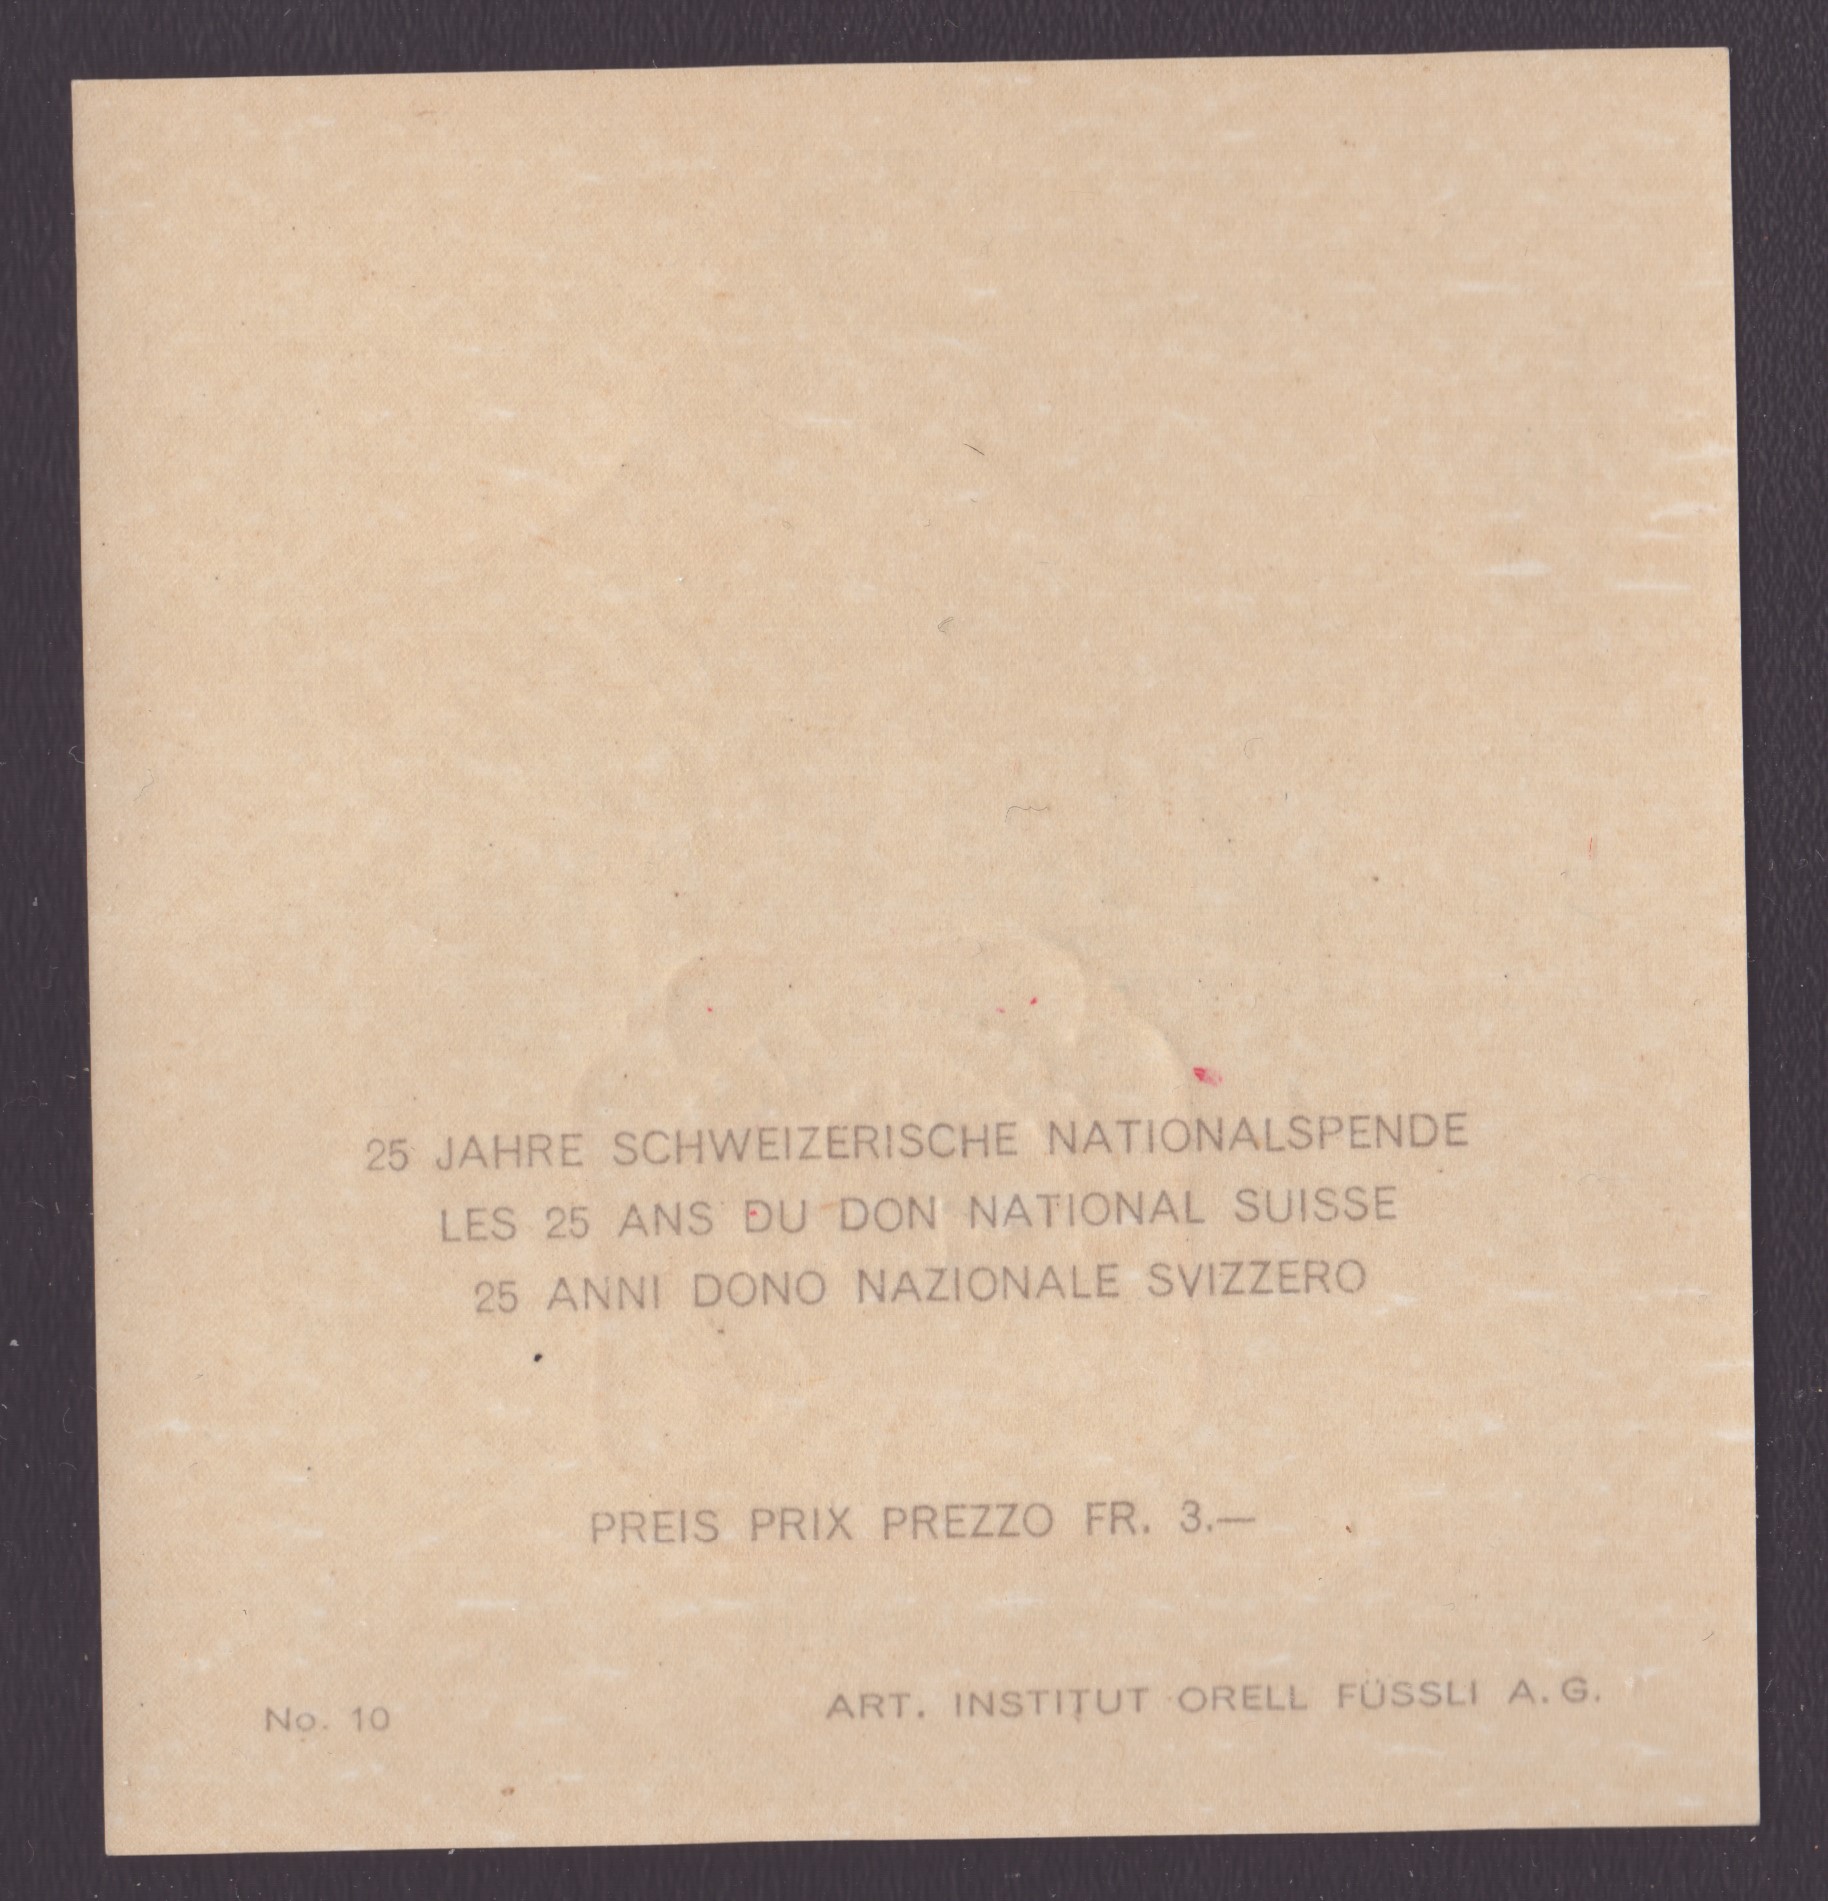 25 JAHRE SCHWEIZERISCHE NATIONALSPENDE
LES 25 ANS DU DON NATIONAL SUISSE
25 ANNI DONO NAZIONALE SVIZZERO
PREIS PRIX PREZZO FR. 3.—
No. 10
ART. INSTITUT ORELL FÜSSLI A.G.